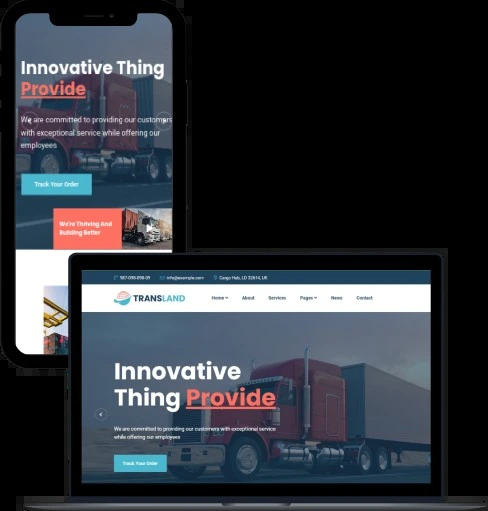 Innovative Thing
Provide
We are committed to providing our customers
with exceptional service while offering our
employees
Track Your Order
We're Thriving And
Building Better
987-098-098-09
info@example.com
Cargo Hub, LD 32614, UK
TRANSLAND
Home
About
Services
Pages
News
Contact
Innovative
Thing Provide
We are committed to providing our customers with exceptional service
while offering our employees
Track Your Order